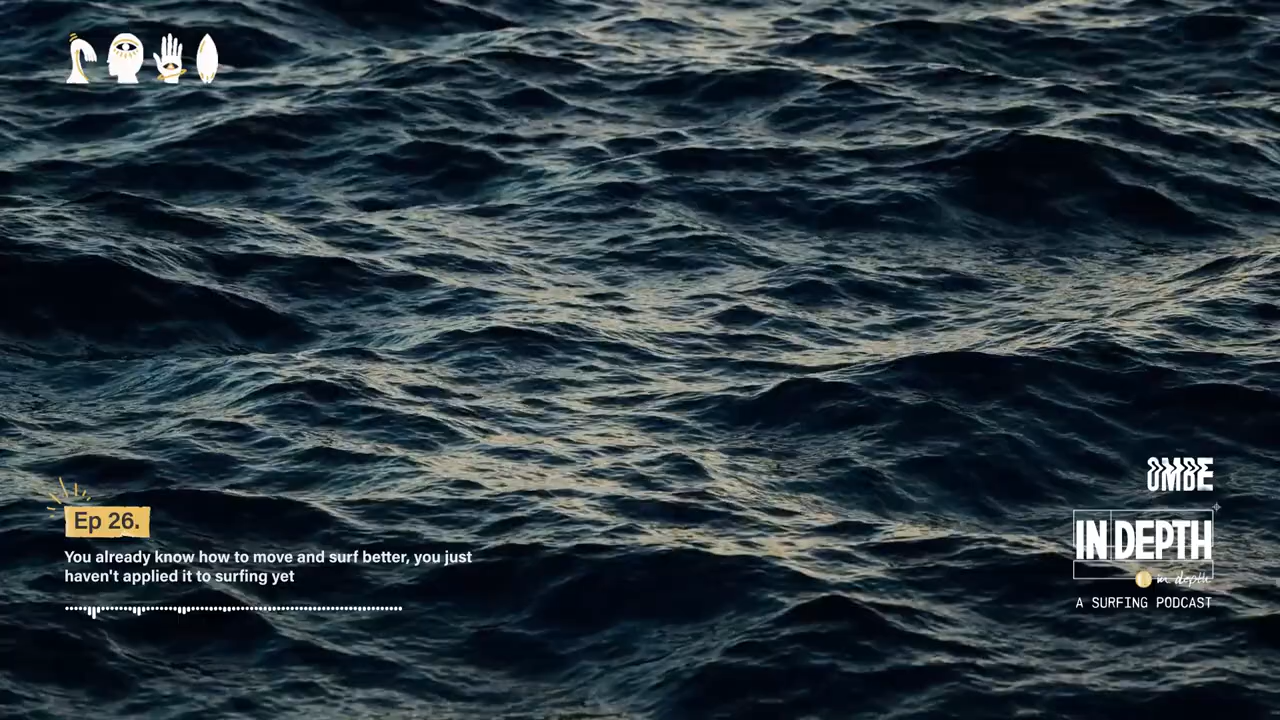 Ep 26.
You already know how to move and surf better, you just
haven't applied it to surfing yet
OMBE
IN DEPTH
in depth
A SURFING PODCAST